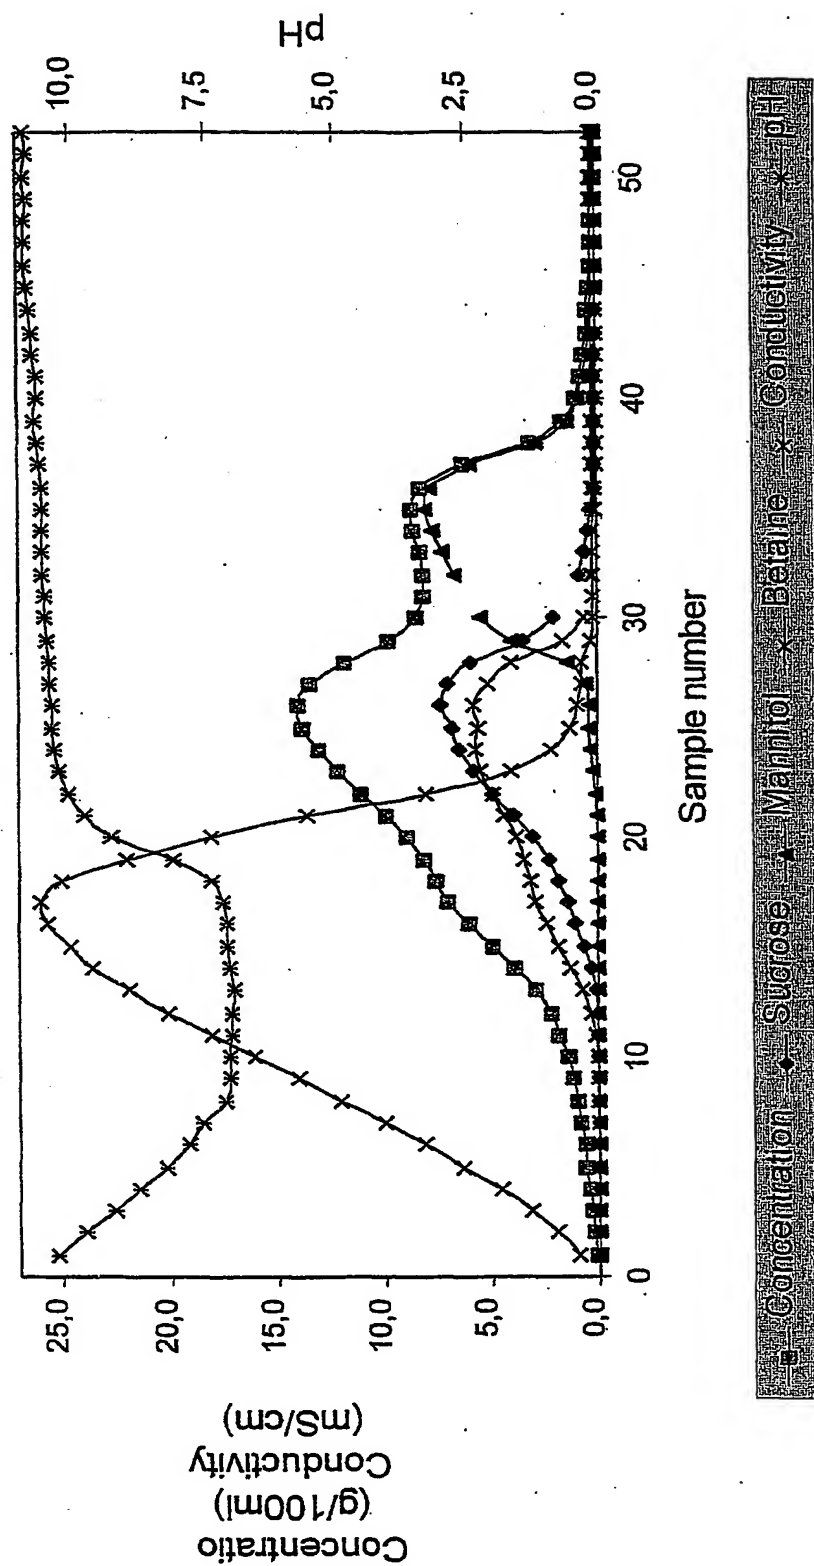 Concentratio
(g/100ml)
Conductivity
(mS/cm)
25,0
20,0
15,0
10,0
5,0
0,0
pH
10,0
7,5
5,0
2,5
0,0
0
10
20
30
40
50
Sample number
Concentration Sucrose Mannitol Betaine Conductivity pH